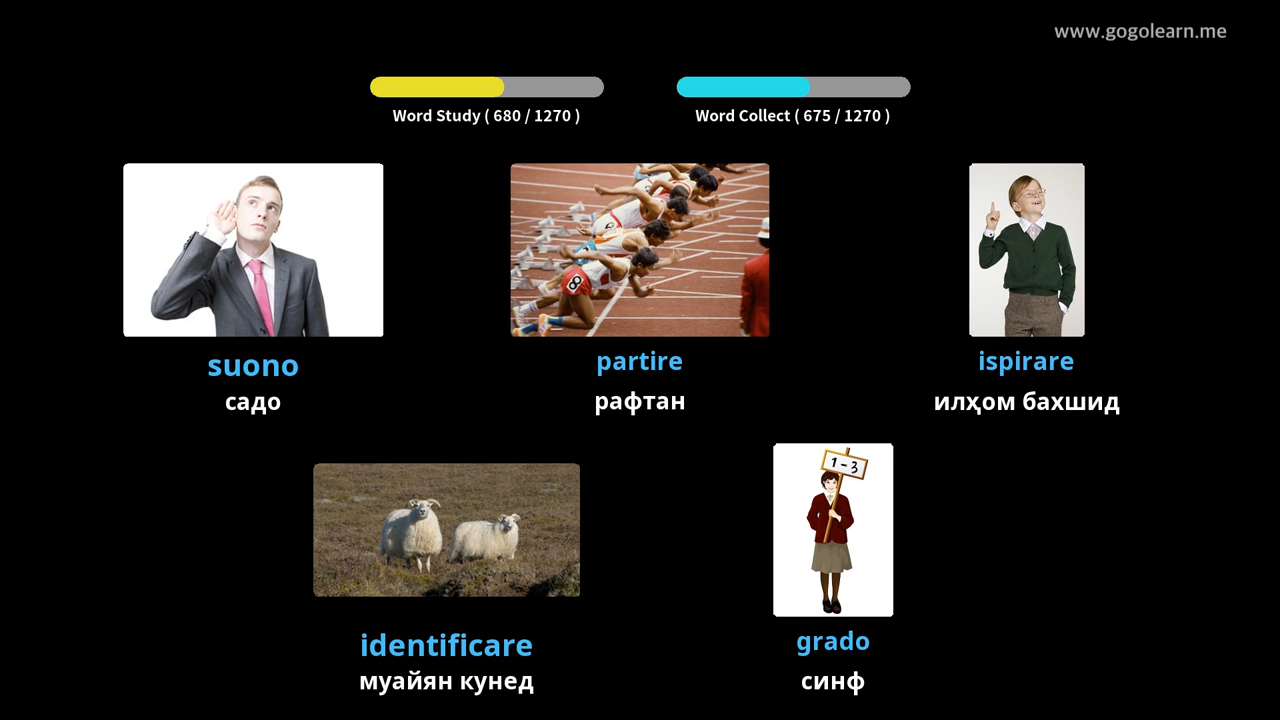 www.gogolearn.me
Word Study ( 680 / 1270 )
Word Collect ( 675 / 1270 )
suono
садо
partire
рафтан
ispirare
илҳом бахшид
8
1 - 3
identificare
муайян кунед
grado
синф